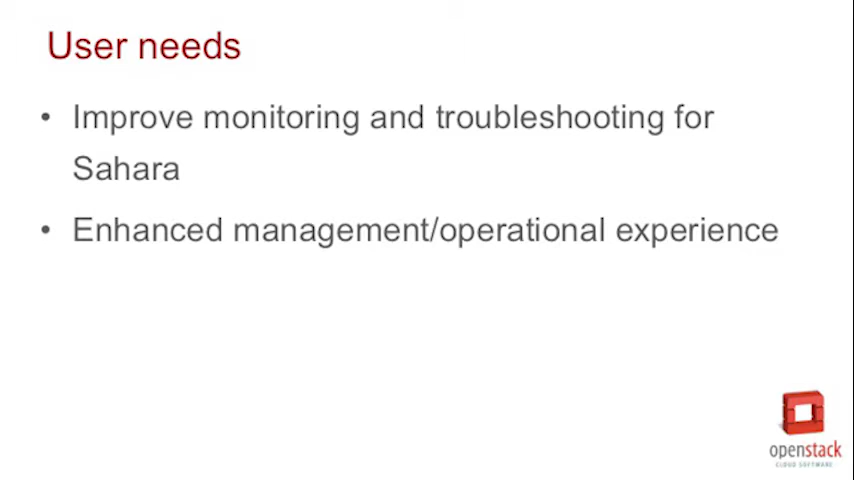 User needs
• Improve monitoring and troubleshooting for
Sahara
• Enhanced management/operational experience
openstack
CLOUD SOFTWARE